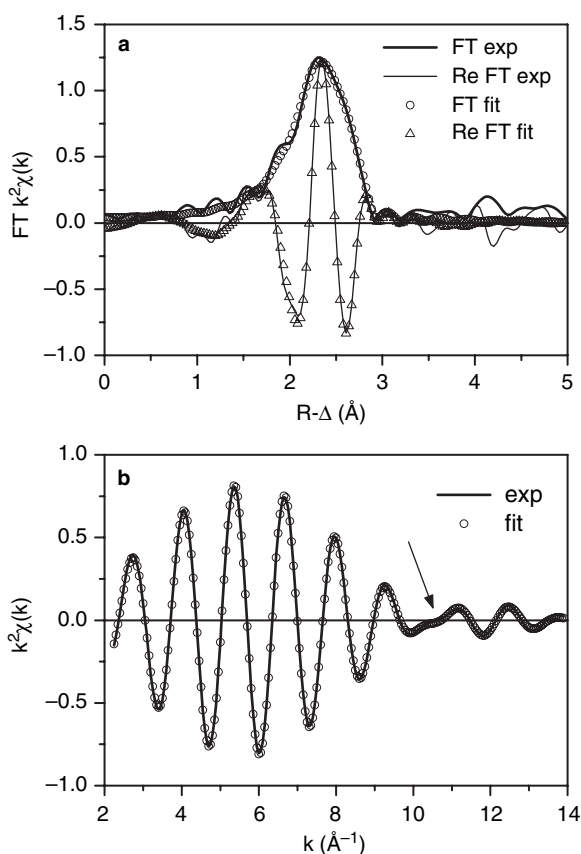 a
FT exp
Re FT exp
FT fit
Re FT fit
1.5
1.0
0.5
0.0
−0.5
−1.0
FT k²χ(k)
0 1 2 3 4 5
R-Δ (Å)
b
exp
fit
1.0
0.5
0.0
−0.5
−1.0
k²χ(k)
2 4 6 8 10 12 14
k (Å⁻¹)